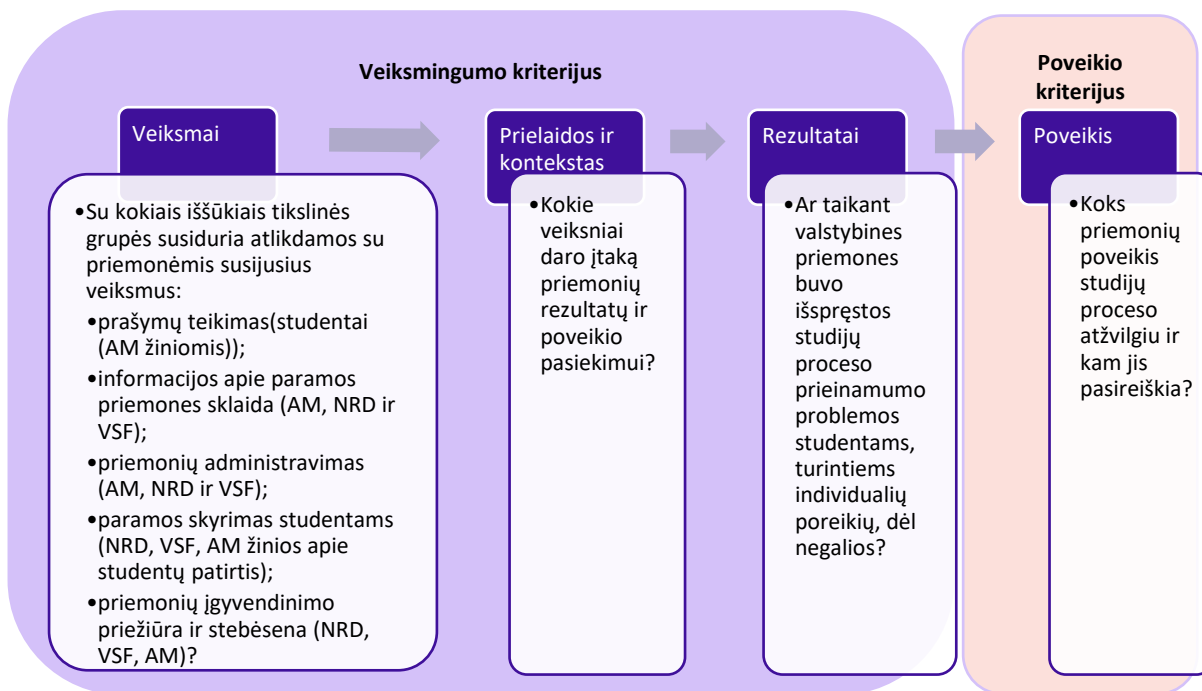 Veiksmingumo kriterijus
Poveikio
kriterijus
Veiksmai
Prielaidos ir
kontekstas
Rezultatai
Poveikis
•Su kokiais iššūkiais tikslinės
grupės susiduria atlikdamos su
priemonėmis susijusius
veiksmus:
•prašymų teikimas(studentai
(AM žiniomis));
•informacijos apie paramos
priemones sklaida (AM, NRD ir
VSF);
•priemonių administravimas
(AM, NRD ir VSF);
•paramos skyrimas studentams
(NRD, VSF, AM žinios apie
studentų patirtis);
•priemonių įgyvendinimo
priežiūra ir stebėsena (NRD,
VSF, AM)?
•Kokie
veiksniai
daro įtaką
priemonių
rezultatų ir
poveikio
pasiekimui?
•Ar taikant
valstybines
priemones
buvo
išspręstos
studijų
proceso
prieinamumo
problemos
studentams,
turintiems
individualių
poreikių, dėl
negalios?
•Koks
priemonių
poveikis
studijų
proceso
atžvilgiu ir
kam jis
pasireiškia?